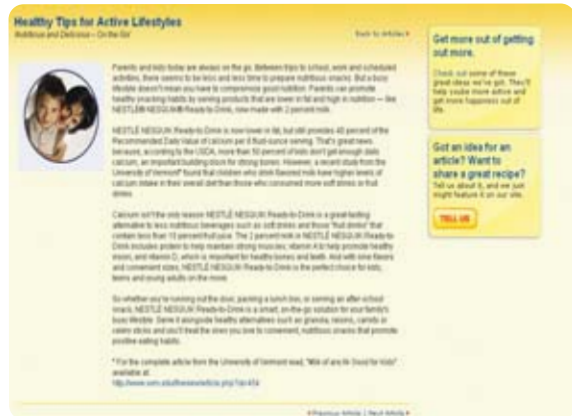 Healthy Tips for Active Lifestyles
Nutritious and Delicious – On the Go!
Back to Articles
Parents and kids today are always on the go. Between trips to school, work and scheduled
activities, there seems to be less and less time to prepare nutritious snacks. But a busy
lifestyle doesn't mean you have to compromise good nutrition. Parents can promote
healthy snacking habits by serving products that are lower in fat and high in nutrition — like
NESTLÉ® NESQUIK® Ready-to-Drink, now made with 2 percent milk.
NESTLÉ NESQUIK Ready-to-Drink is now lower in fat, but still provides 40 percent of the
Recommended Daily Value of calcium per 8 fluid-ounce serving. That's great news
because, according to the USDA, more than 50 percent of kids don't get enough daily
calcium, an important building block for strong bones. However, a recent study from the
University of Vermont* found that children who drink flavored milk have higher levels of
calcium intake in their overall diet than those who consumed more soft drinks or fruit
drinks.
Calcium isn't the only reason NESTLÉ NESQUIK Ready-to-Drink is a great-tasting
alternative to less nutritious beverages such as soft drinks and those "fruit drinks" that
contain less than 10 percent fruit juice. The 2 percent milk in NESTLÉ NESQUIK Ready-to-
Drink includes protein to help maintain strong muscles, vitamin A to help promote healthy
vision, and vitamin D, which is important for healthy bones and teeth. And with nine flavors
and convenient sizes, NESTLÉ NESQUIK Ready-to-Drink is the perfect choice for kids,
teens and young adults on the move.
So whether you're running out the door, packing a lunch box, or serving an after-school
snack, NESTLÉ NESQUIK Ready-to-Drink is a smart, on-the-go solution for your family's
busy lifestyle. Serve it alongside healthy alternatives such as granola, raisins, carrots or
celery sticks and you'll treat the ones you love to convenient, nutritious snacks that promote
positive eating habits.
* For the complete article from the University of Vermont read, "Milk of any Ilk Good for Kids"
available at:
Previous Article | Next Article
Get more out of getting
out more.
Check out some of these
great ideas we've got. They'll
help you be more active and
get more happiness out of
life.
Got an idea for an
article? Want to
share a great recipe?
Tell us about it, and we just
might feature it on our site.
TELL US